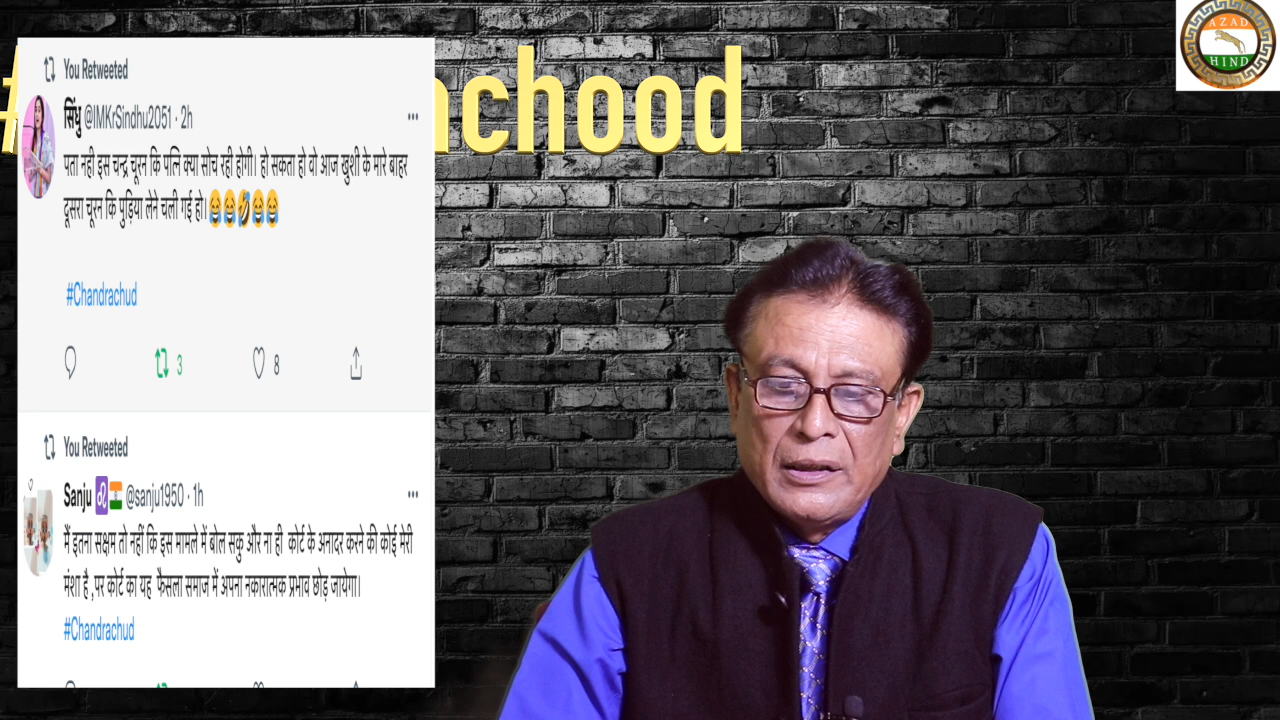 #
nchood
AZAD
HIND
You Retweeted
सिंधु @IMKrSindhu2051 · 2h
पता नही इस चन्द्र चूरन कि पत्नि क्या सोच रही होगी। हो सकता हो वो आज खुशी के मारे बाहर
दूसरा चूरन कि पुड़िया लेने चली गई हो।😂😂🤣😂😂
#Chandrachud
3
8
You Retweeted
Sanju ♌🇮🇳 @sanju1950 · 1h
मैं इतना सक्षम तो नहीं कि इस मामले में बोल सकु और ना ही कोर्ट के अनादर करने की कोई मेरी
मंशा है ,पर कोर्ट का यह फैसला समाज में अपना नकारात्मक प्रभाव छोड़ जायेगा।
#Chandrachud